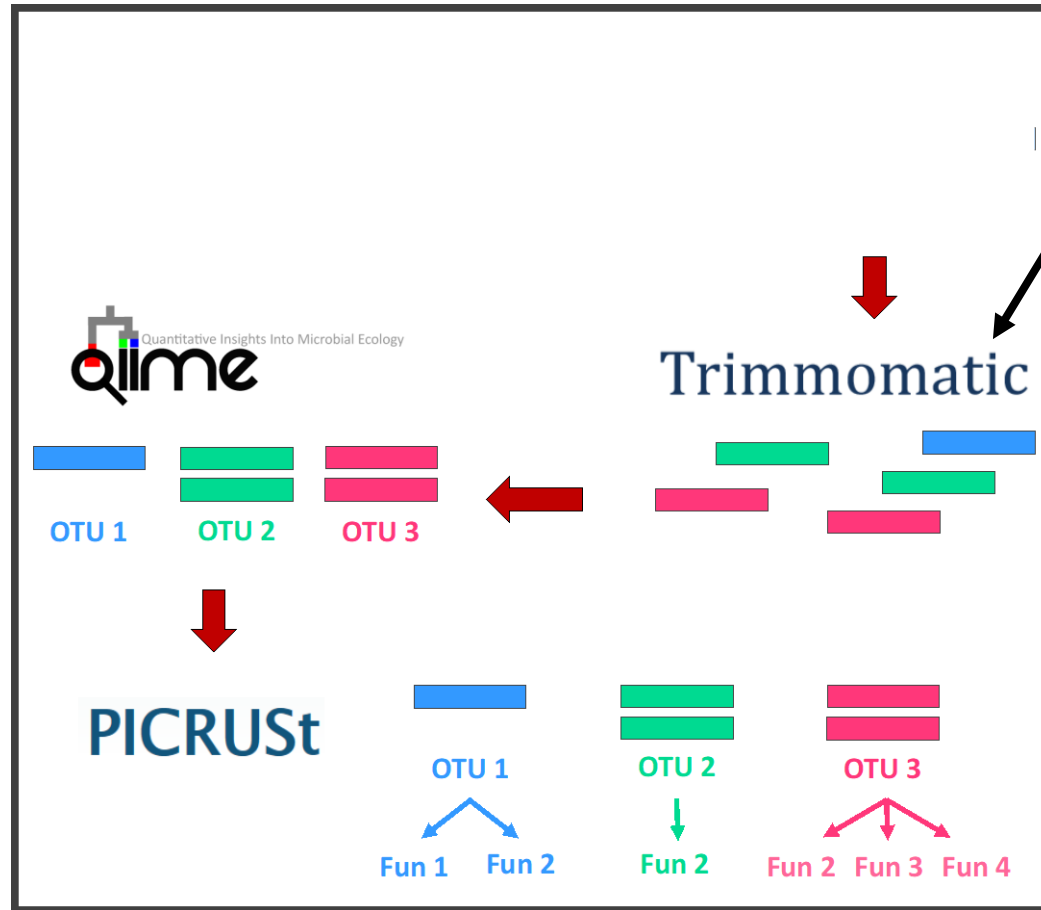 Quantitative Insights Into Microbial Ecology
qiime
Trimmomatic
OTU 1
OTU 2
OTU 3
PICRUSt
OTU 1
OTU 2
OTU 3
Fun 1
Fun 2
Fun 2
Fun 2
Fun 3
Fun 4